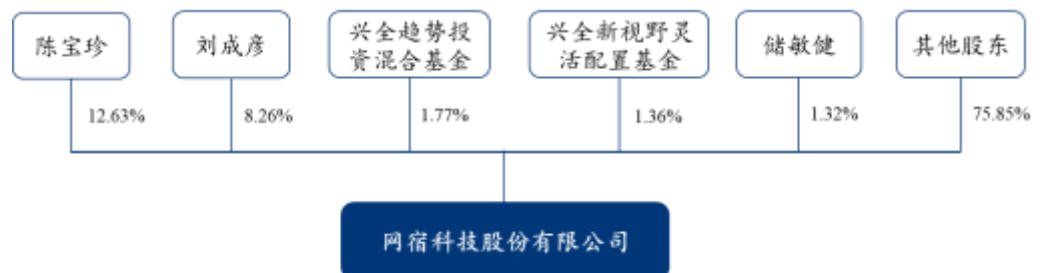 陈宝珍
刘成彦
兴全趋势投
资混合基金
兴全新视野灵
活配置基金
储敏健
其他股东
12.63%
8.26%
1.77%
1.36%
1.32%
75.85%
网宿科技股份有限公司